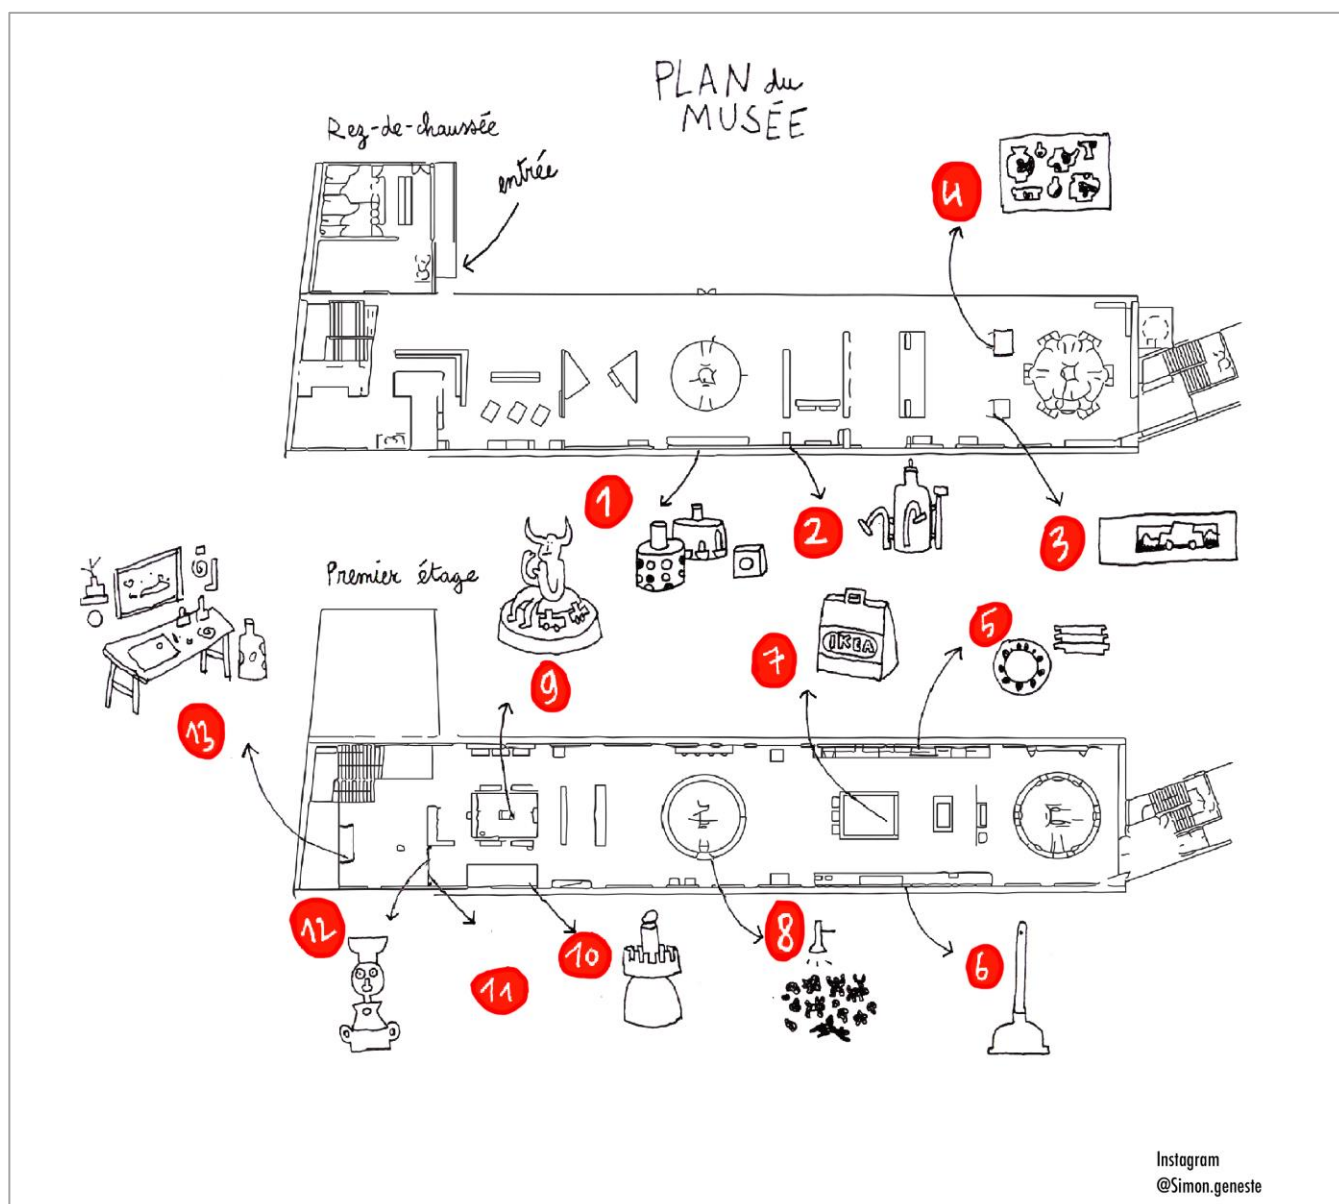 PLAN du
MUSÉE
Rez-de-chaussée
entrée
4
1
2
3
Premier étage
9
7
IKEA
5
13
12
11
10
8
6
Instagram
@Simon.geneste